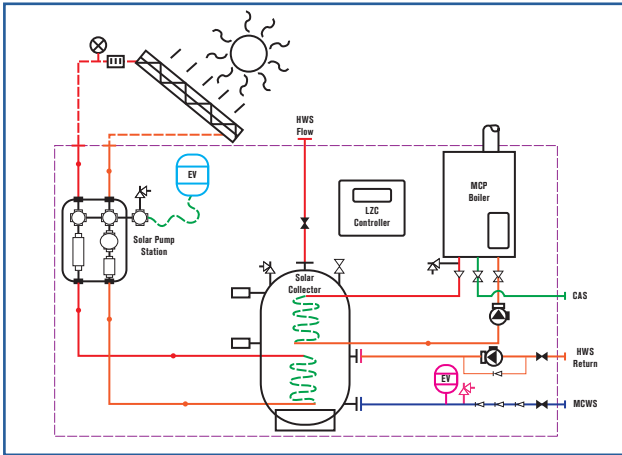 HWS
Flow
EV
MCP
Boiler
LZC
Controller
Solar Pump
Station
Solar
Collector
CAS
HWS
Return
EV
MCWS